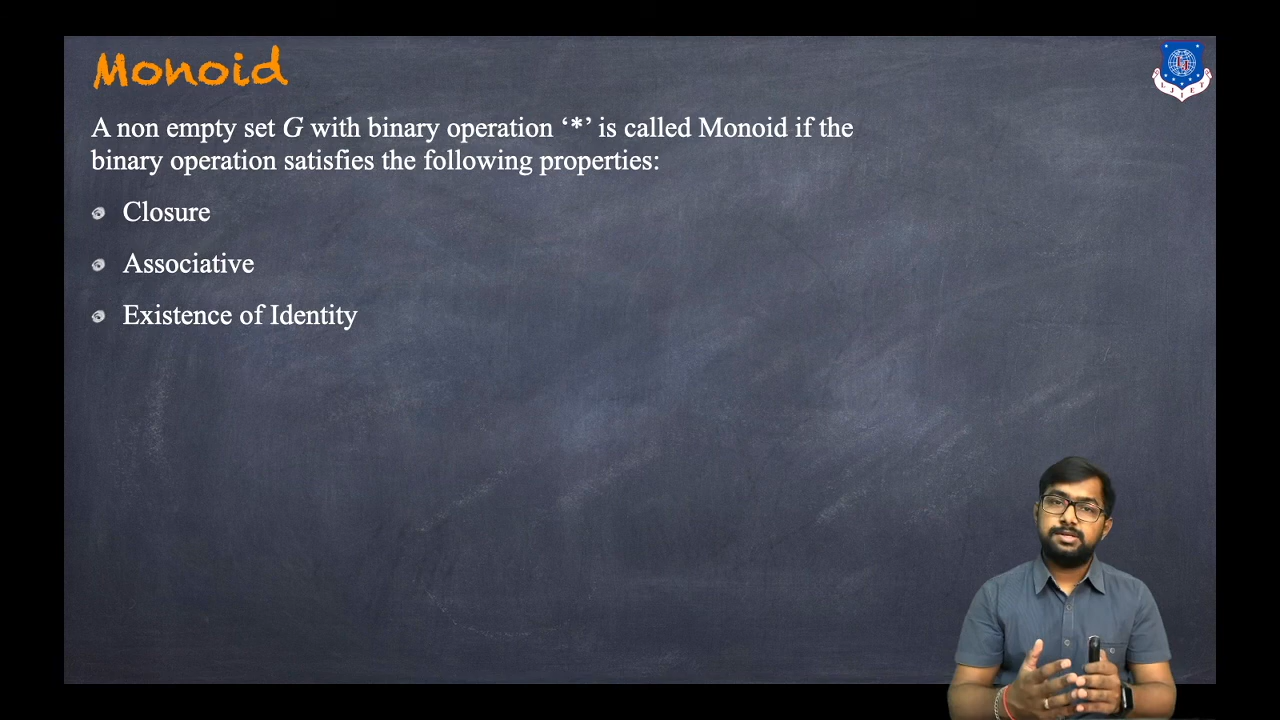 Monoid
A non empty set G with binary operation ‘*’ is called Monoid if the
binary operation satisfies the following properties:
Closure
Associative
Existence of Identity